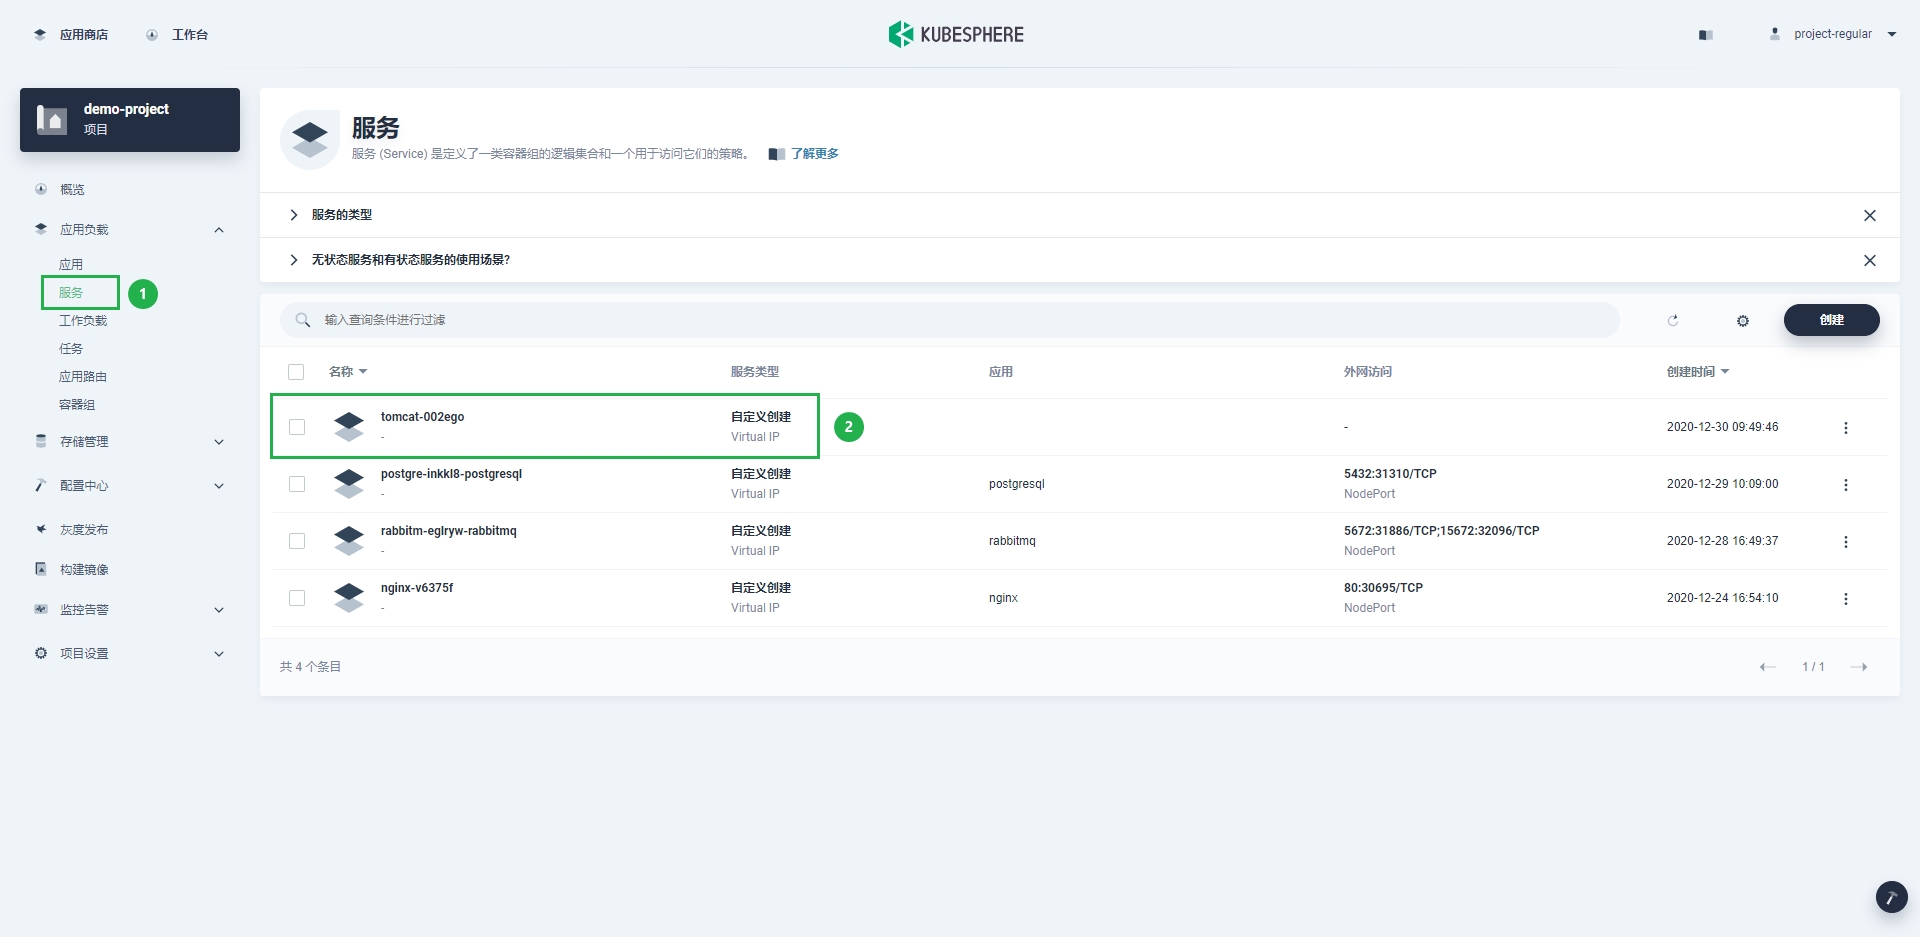 应用商店
工作台
KUBESPHERE
project-regular
demo-project
项目
概览
应用负载
应用
服务
1
工作负载
任务
应用路由
容器组
存储管理
配置中心
灰度发布
构建镜像
监控告警
项目设置
服务
服务 (Service) 是定义了一类容器组的逻辑集合和一个用于访问它们的策略。 了解更多
服务的类型
无状态服务和有状态服务的使用场景?
输入查询条件进行过滤
创建
名称 服务类型 应用 外网访问 创建时间
tomcat-002ego 自定义创建
- Virtual IP
2
- 2020-12-30 09:49:46
postgre-inkkl8-postgresql 自定义创建 5432:31310/TCP
- Virtual IP postgresql NodePort 2020-12-29 10:09:00
rabbitm-eglryw-rabbitmq 自定义创建 5672:31886/TCP;15672:32096/TCP
- Virtual IP rabbitmq NodePort 2020-12-28 16:49:37
nginx-v6375f 自定义创建 80:30695/TCP
- Virtual IP nginx NodePort 2020-12-24 16:54:10
共 4 个条目
1 / 1